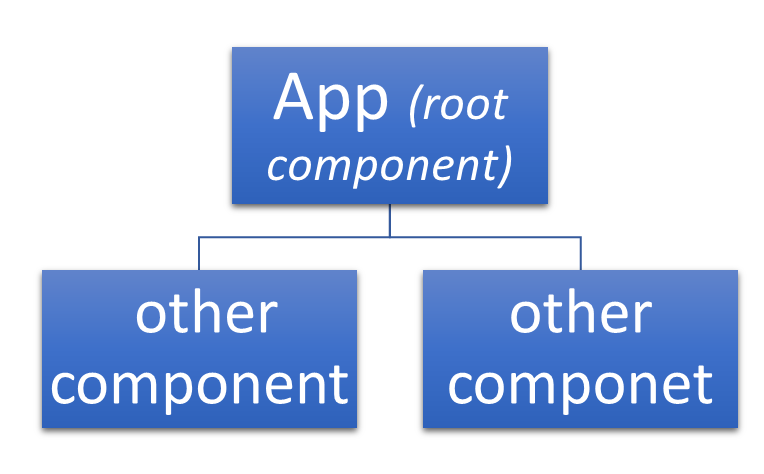 App (root
component)
other
component
other
componet